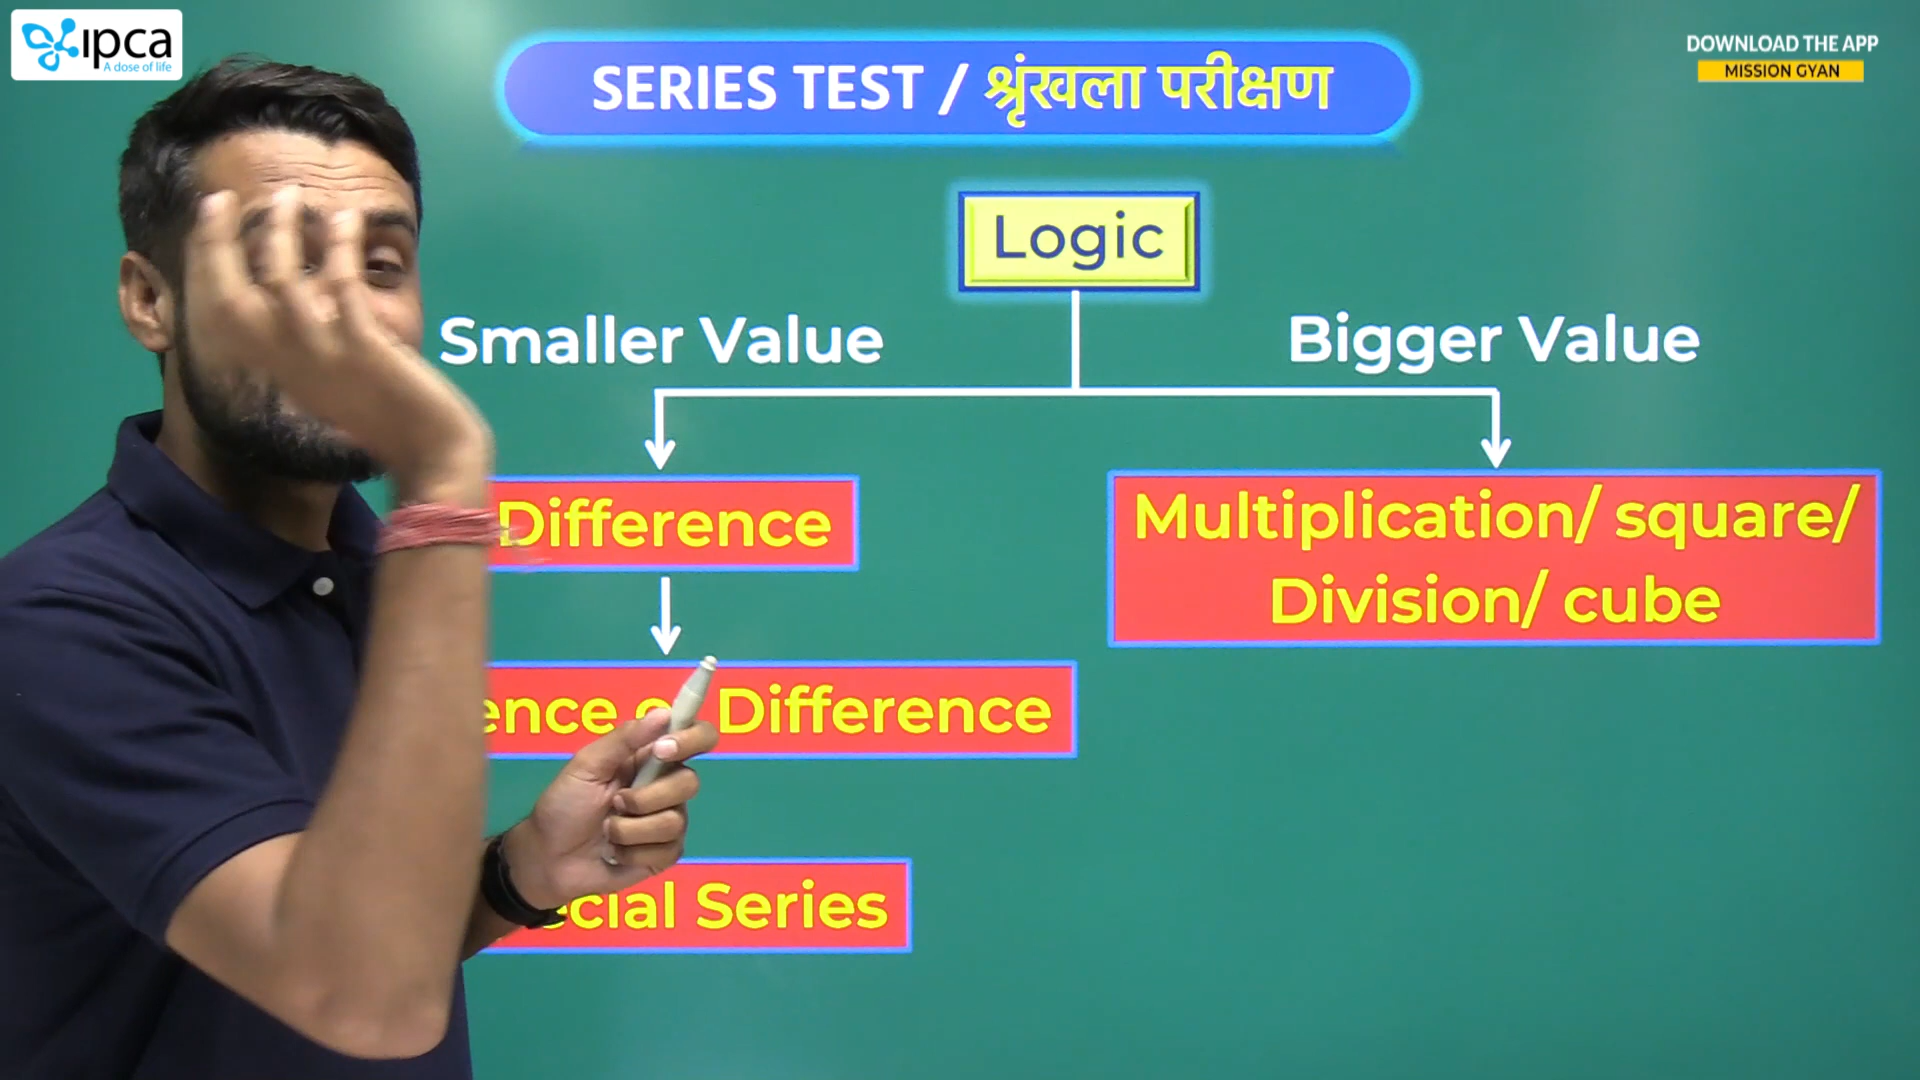 ipca
A dose of life
DOWNLOAD THE APP
MISSION GYAN
SERIES TEST / श्रृंखला परीक्षण
Logic
Smaller Value
Bigger Value
Difference
Multiplication/ square/
Division/ cube
Difference
Series